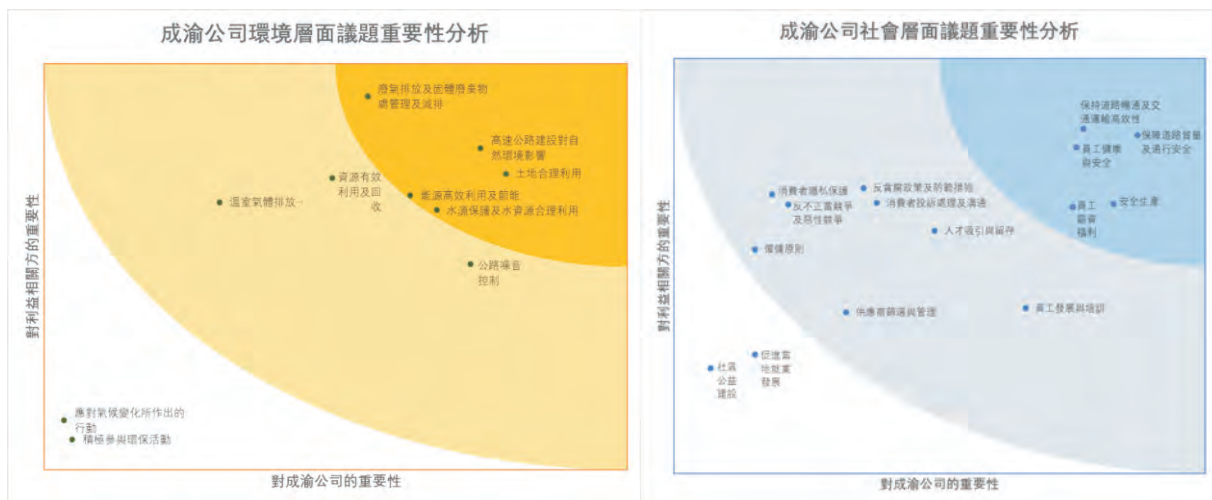 成渝公司環境層面議題重要性分析
對利益相關方的重要性
廢氣排放及固體廢棄物
處管理及減排
高速公路建設對自
然環境影響
土地合理利用
資源有效
利用及回
收
能源高效利用及節能
水源保護及水資源合理利用
溫室氣體排放
公路噪音
控制
應對氣候變化所作出的
行動
積極參與環保活動
對成渝公司的重要性
成渝公司社會層面議題重要性分析
對利益相關方的重要性
保持道路暢通及交
通運輸高效性
保障道路質量
及通行安全
員工健康
與安全
消費者隱私保護
反貪腐政策及防範措施
反不正當競爭
及惡性競爭
消費者投訴處理及溝通
員工
薪資
福利
安全生產
人才吸引與留存
僱傭原則
供應商篩選與管理
員工發展與培訓
社區
公益
建設
促進當
地就業
發展
對成渝公司的重要性